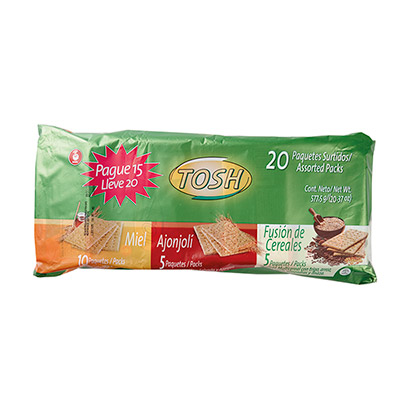 Pague 15
Lleve 20
TOSH
20 Paquetes Surtidos/
Assorted Packs
Cont. Neto/ Net Wt.
Miel
10 Paquetes / Packs
Ajonjolí
5 Paquetes / Packs
Fusión de
Cereales
5 Paquetes / Packs